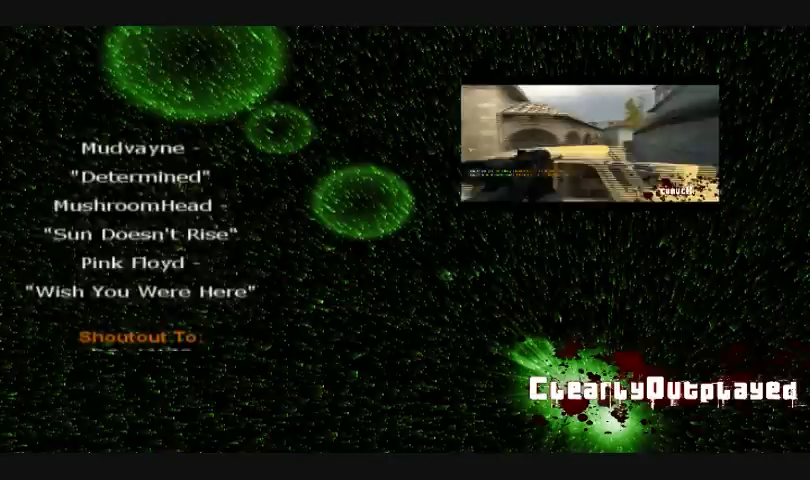 Mudvayne -
"Determined"
MushroomHead -
"Sun Doesn't Rise"
Pink Floyd -
"Wish You Were Here"
Shoutout To
ClearlyOutplayed